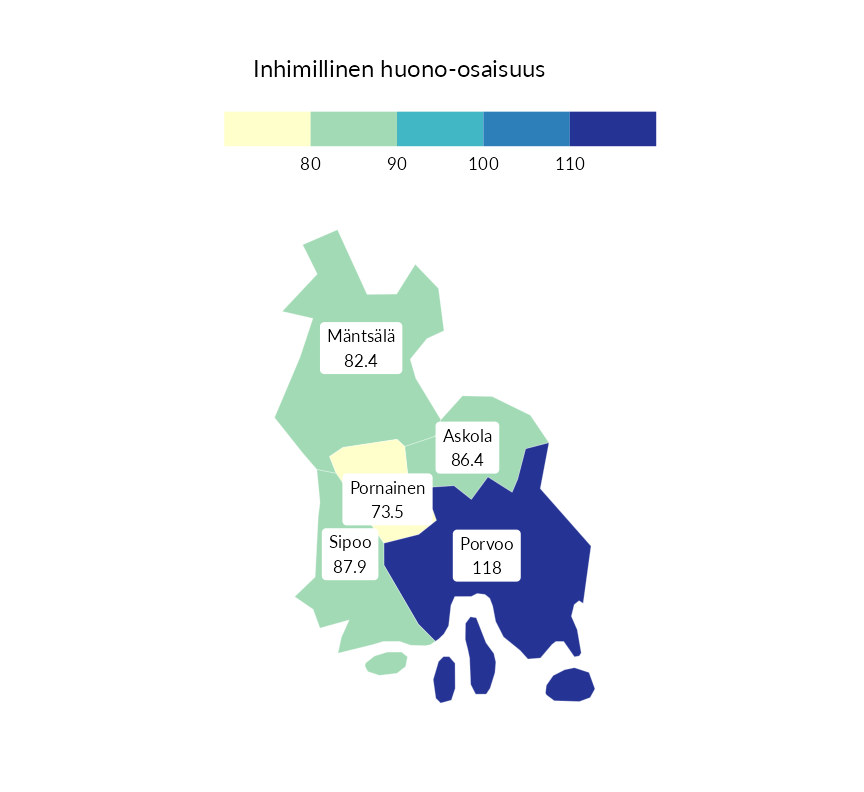 Inhimillinen huono-osaisuus
80 90 100 110
Mäntsälä
82.4
Askola
86.4
Pornainen
73.5
Sipoo
87.9
Porvoo
118